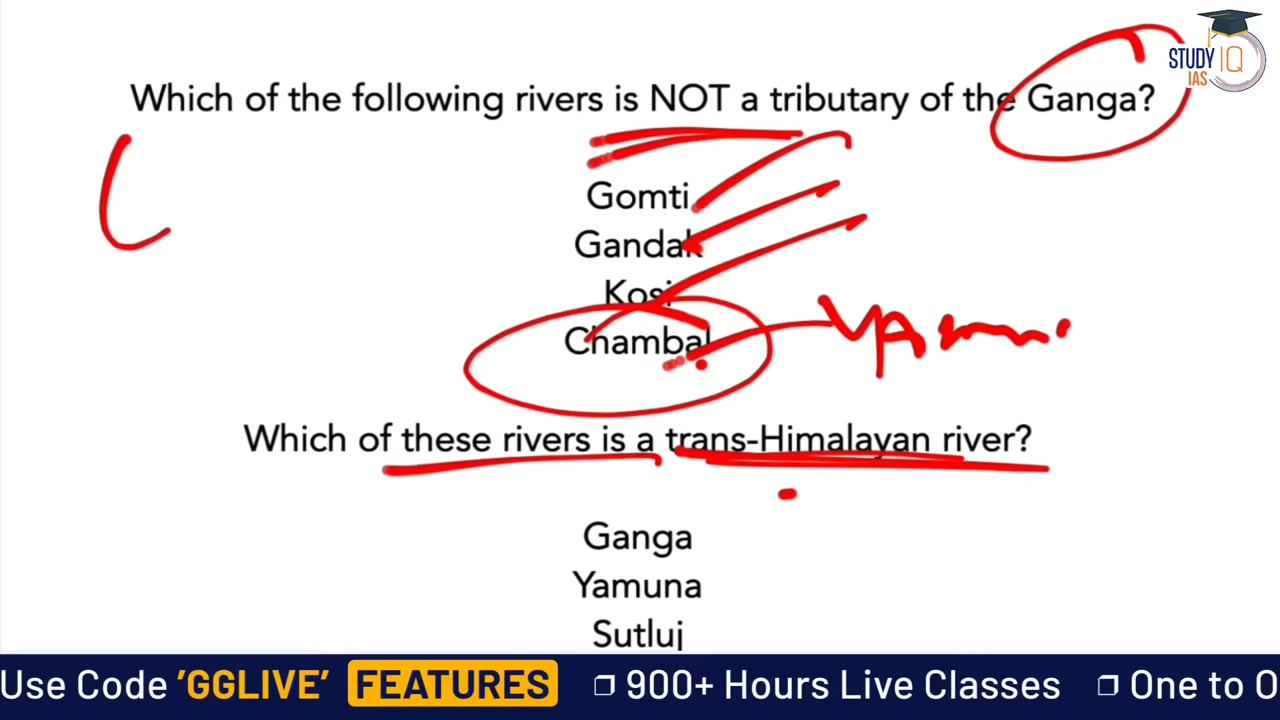 STUDY IQ
IAS
Which of the following rivers is NOT a tributary of the Ganga?
Gomti
Gandak
Kosi
Chambal
Which of these rivers is a trans-Himalayan river?
Ganga
Yamuna
Sutluj
Use Code ‘GGLIVE’ FEATURES 900+ Hours Live Classes One to O